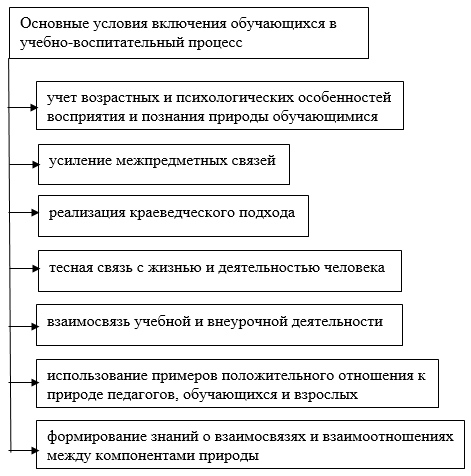 Основные условия включения обучающихся в
учебно-воспитательный процесс
учет возрастных и психологических особенностей
восприятия и познания природы обучающимися
усиление межпредметных связей
реализация краеведческого подхода
тесная связь с жизнью и деятельностью человека
взаимосвязь учебной и внеурочной деятельности
использование примеров положительного отношения к
природе педагогов, обучающихся и взрослых
формирование знаний о взаимосвязях и взаимоотношениях
между компонентами природы